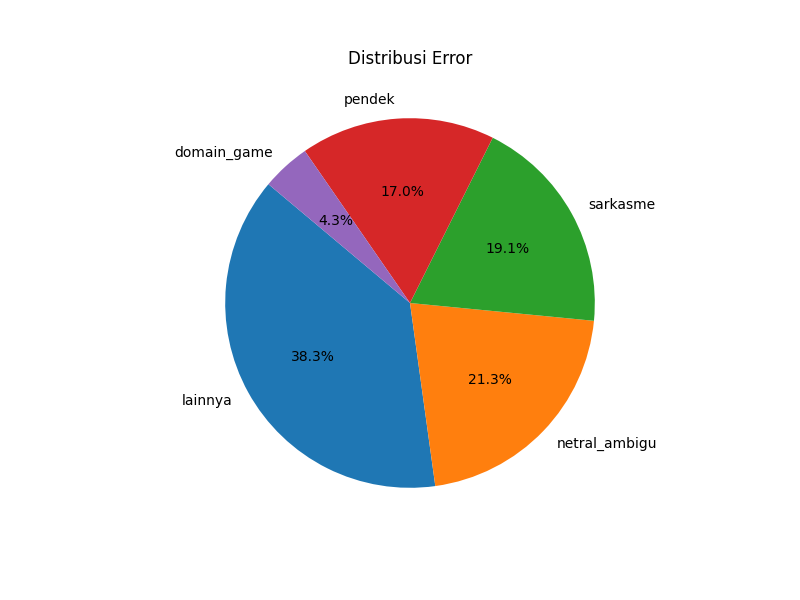 Distribusi Error
pendek
domain_game
17.0%
sarkasme
4.3%
19.1%
38.3%
21.3%
lainnya
netral_ambigu